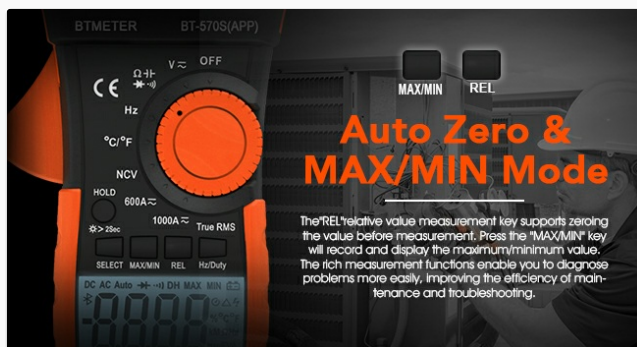 BTMETER
BT-570S(APP)
OFF
V≂
Ω ⊣⊢
CE
Hz
°C/°F
NCV
HOLD
600A≂
1000A≂
True RMS
☼> 2Sec
SELECT MAX/MIN REL Hz/Duty
DC AC Auto DH MAX MIN
MAX/MIN
REL
Auto Zero &
MAX/MIN Mode
The"REL"relative value measurement key supports zeroing
the value before measurement. Press the "MAX/MIN" key
will record and display the maximum/minimum value.
The rich measurement functions enable you to diagnose
problems more easily, improving the efficiency of main-
tenance and troubleshooting.